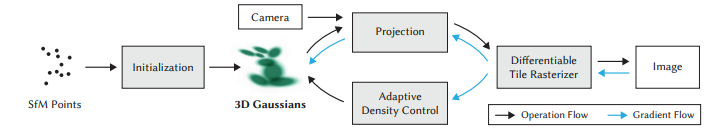 Camera
Projection
Initialization
Differentiable
Tile Rasterizer
Image
SfM Points
3D Gaussians
Adaptive
Density Control
Operation Flow
Gradient Flow